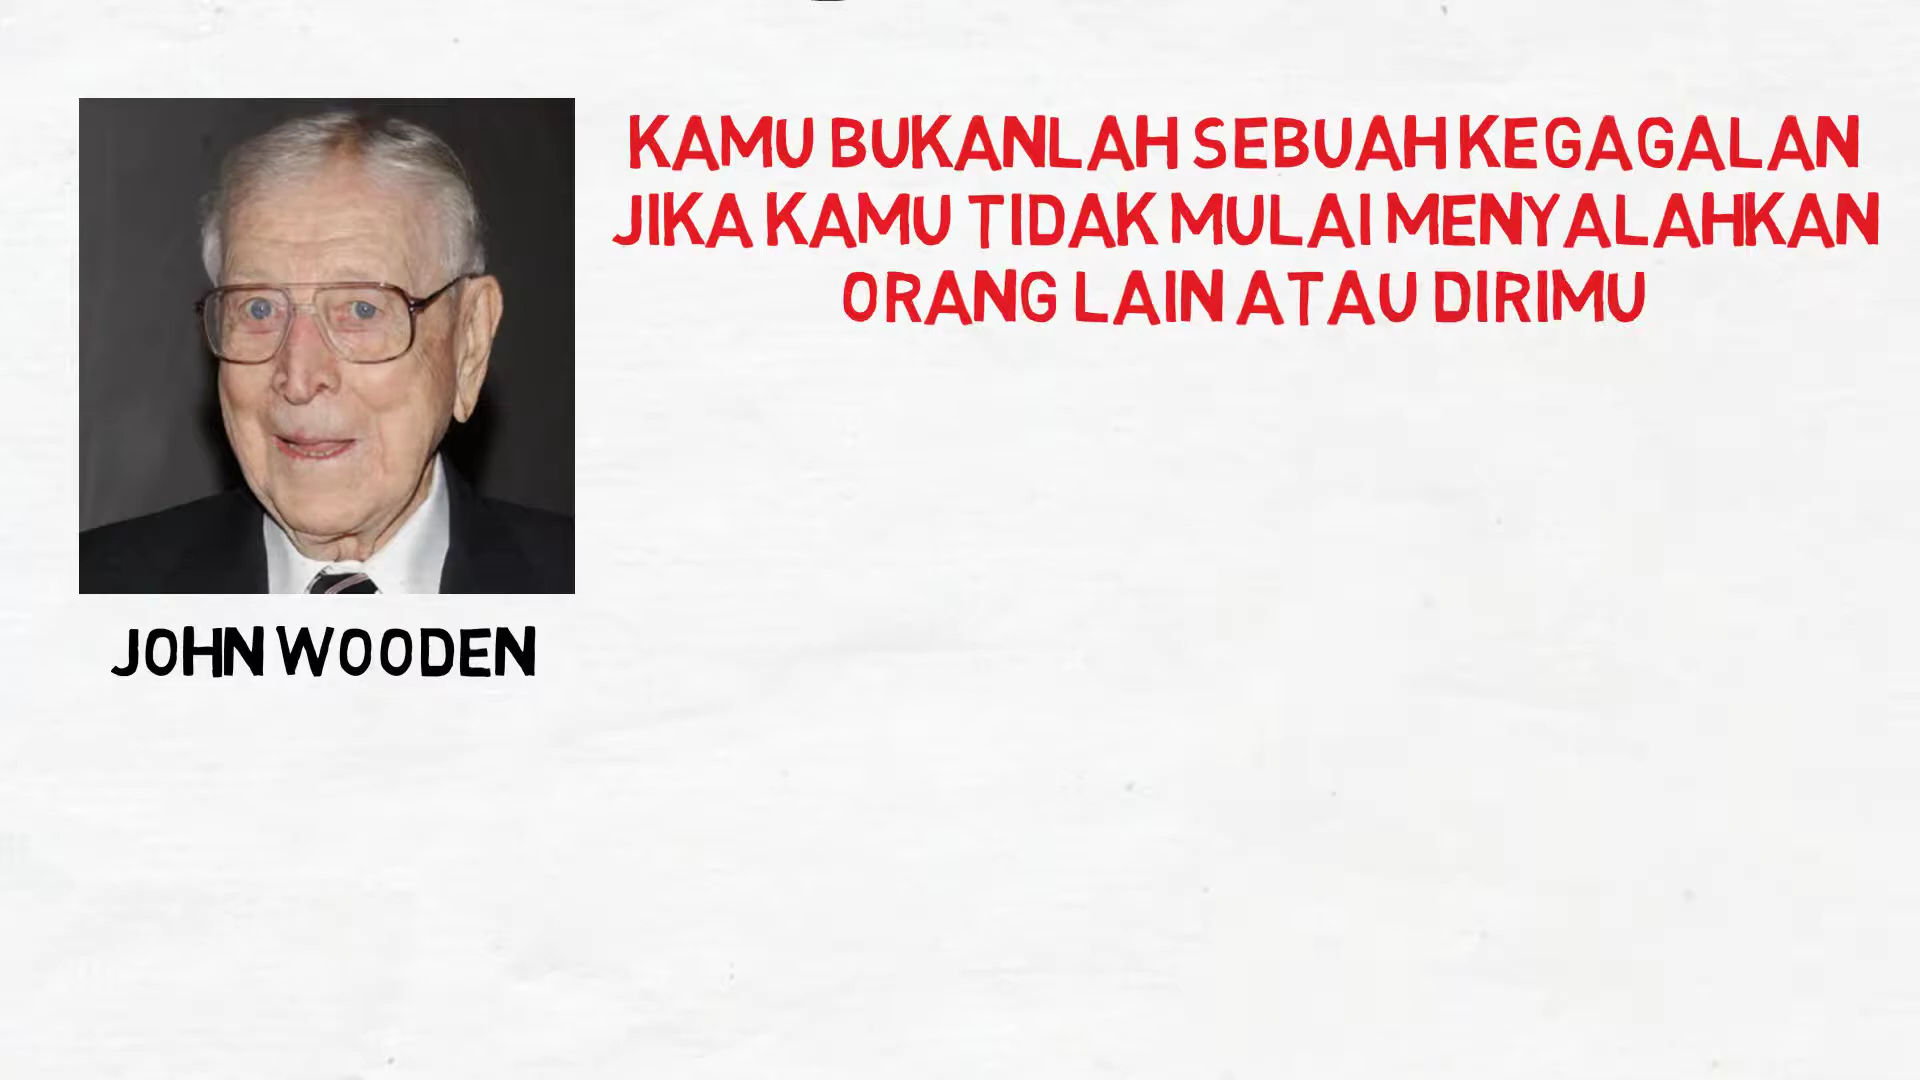 KAMU BUKANLAH SEBUAH KEGAGALAN
JIKA KAMU TIDAK MULAI MENYALAHKAN
ORANG LAIN ATAU DIRIMU
JOHN WOODEN